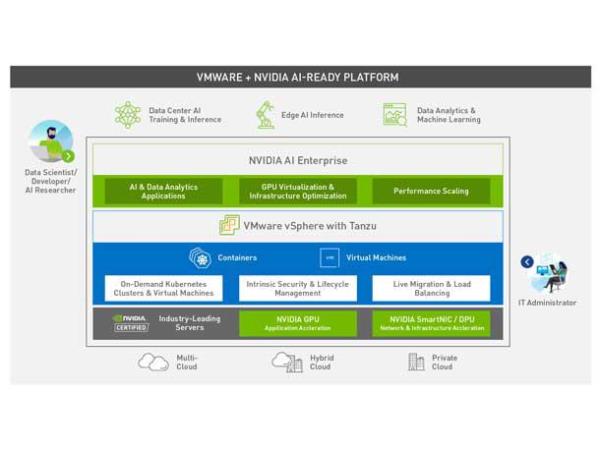 VMWARE + NVIDIA AI-READY PLATFORM
Data Center AI
Training & Inference
Edge AI Inference
Data Analytics &
Machine Learning
Data Scientist/
Developer/
AI Researcher
NVIDIA AI Enterprise
AI & Data Analytics
Applications
GPU Virtualization &
Infrastructure Optimization
Performance Scaling
VMware vSphere with Tanzu
Containers
vm
Virtual Machines
On-Demand Kubernetes
Clusters & Virtual Machines
Intrinsic Security & Lifecycle
Management
Live Migration & Load
Balancing
IT Administrator
NVIDIA
CERTIFIED
Industry-Leading
Servers
NVIDIA GPU
Application Accleration
NVIDIA SmartNIC / DPU
Network & Infrastructure Accleration
Multi-
Cloud
Hybrid
Cloud
Private
Cloud